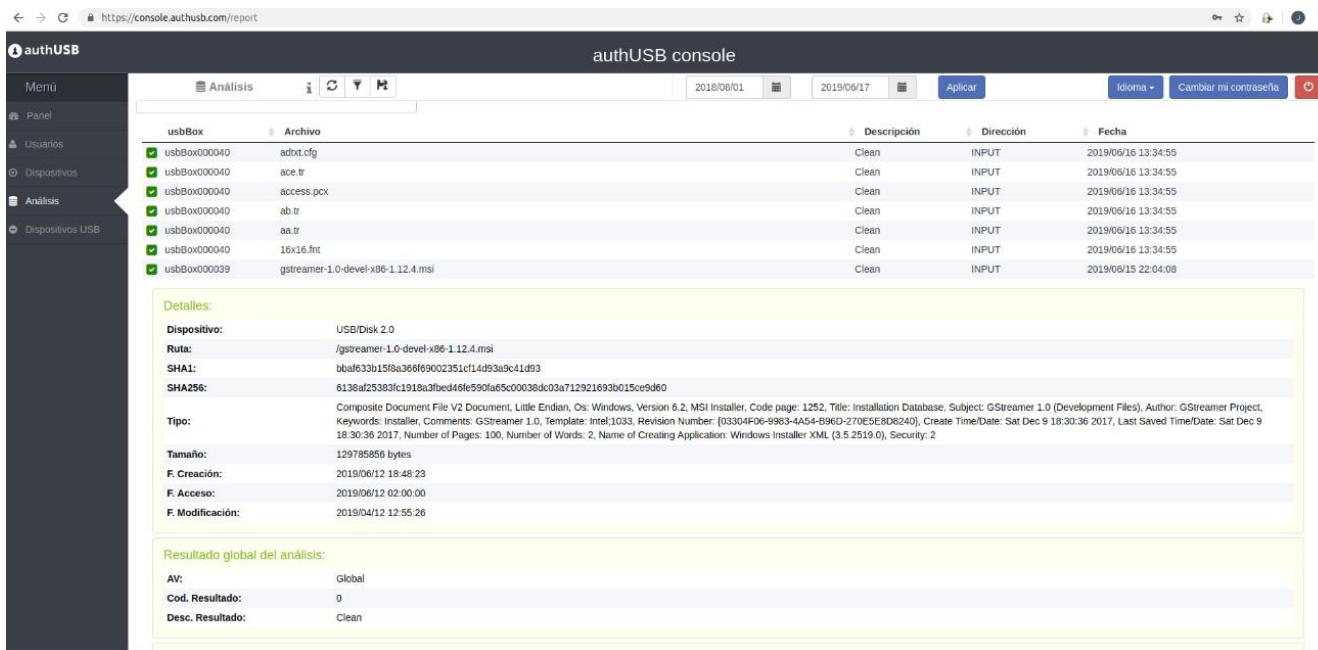 https://console.authusb.com/report
authUSB
authUSB console
Menú
Análisis
2018/08/01
2019/06/17
Aplicar
Idioma
Cambiar mi contraseña
Panel
Usuarios
Dispositivos
Análisis
Dispositivos USB
usbBox Archivo Descripción Dirección Fecha
usbBox000040 adtxt.cfg Clean INPUT 2019/06/16 13:34:55
usbBox000040 ace.tr Clean INPUT 2019/06/16 13:34:55
usbBox000040 access.pcx Clean INPUT 2019/06/16 13:34:55
usbBox000040 ab.tr Clean INPUT 2019/06/16 13:34:55
usbBox000040 aa.tr Clean INPUT 2019/06/16 13:34:55
usbBox000040 16x16.fnt Clean INPUT 2019/06/16 13:34:55
usbBox000039 gstreamer-1.0-devel-x86-1.12.4.msi Clean INPUT 2019/06/15 22:04:08
Detalles:
Dispositivo: USB/Disk 2.0
Ruta: /gstreamer-1.0-devel-x86-1.12.4.msi
SHA1: bbaf633b15f8a366f69002351cf14d93a9c41d93
SHA256: 6138af25383fc1918a3fbed46fe590fa65c00038dc03a712921693b015ce9d60
Tipo: Composite Document File V2 Document, Little Endian, Os: Windows, Version 6.2, MSI Installer, Code page: 1252, Title: Installation Database, Subject: GStreamer 1.0 (Development Files), Author: GStreamer Project,
Keywords: Installer, Comments: GStreamer 1.0, Template: Intel;1033, Revision Number: {03304F06-9983-4A54-B96D-270E5E8D8240}, Create Time/Date: Sat Dec 9 18:30:36 2017, Last Saved Time/Date: Sat Dec 9
18:30:36 2017, Number of Pages: 100, Number of Words: 2, Name of Creating Application: Windows Installer XML (3.5.2519.0), Security: 2
Tamaño: 129785856 bytes
F. Creación: 2019/06/12 18:48:23
F. Acceso: 2019/06/12 02:00:00
F. Modificación: 2019/04/12 12:55:26
Resultado global del análisis:
AV: Global
Cod. Resultado: 0
Desc. Resultado: Clean